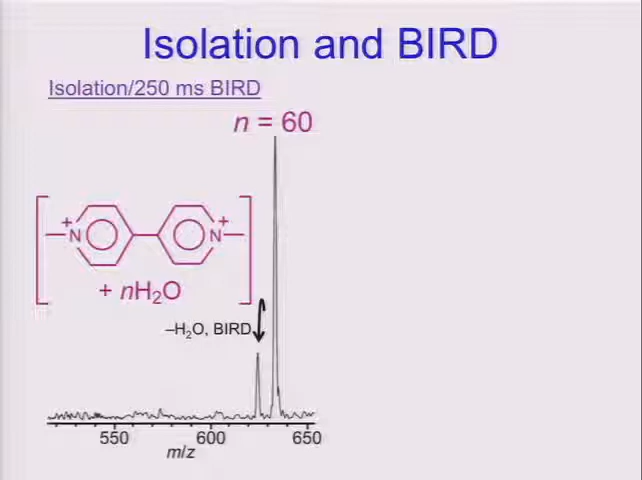 Isolation and BIRD
Isolation/250 ms BIRD
n = 60
+ +
N N
+ nH₂O
–H₂O, BIRD
550 600 650
m/z